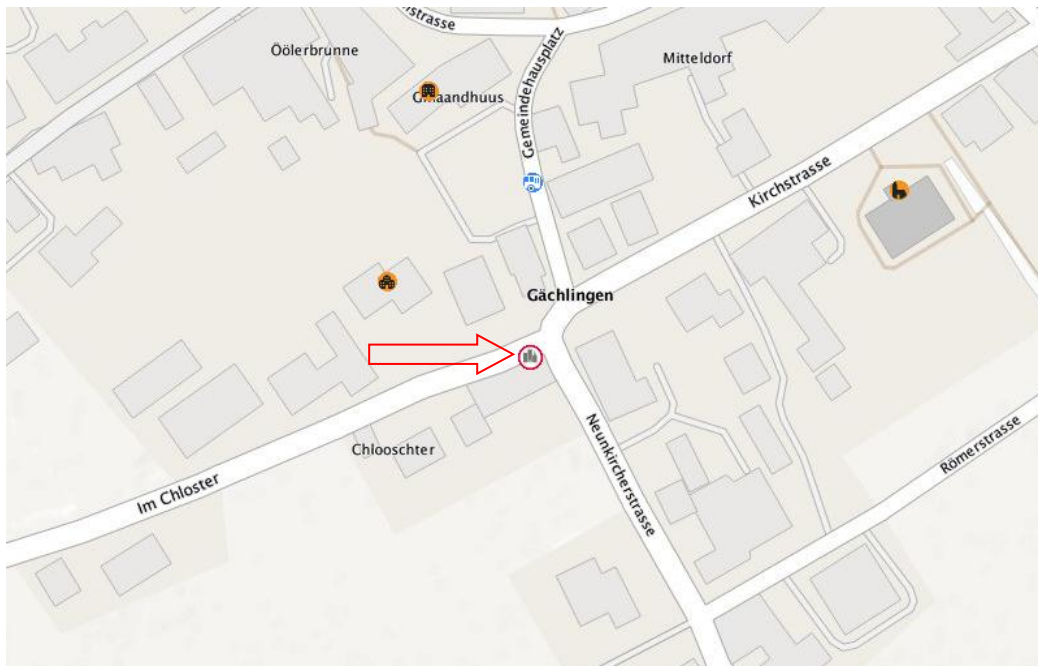 strasse
Öölerbrunne
Mitteldorf
Gmaandhuus
Gemeindehausplatz
Kirchstrasse
Gächlingen
Chlooschter
Im Chloster
Neunkircherstrasse
Römerstrasse